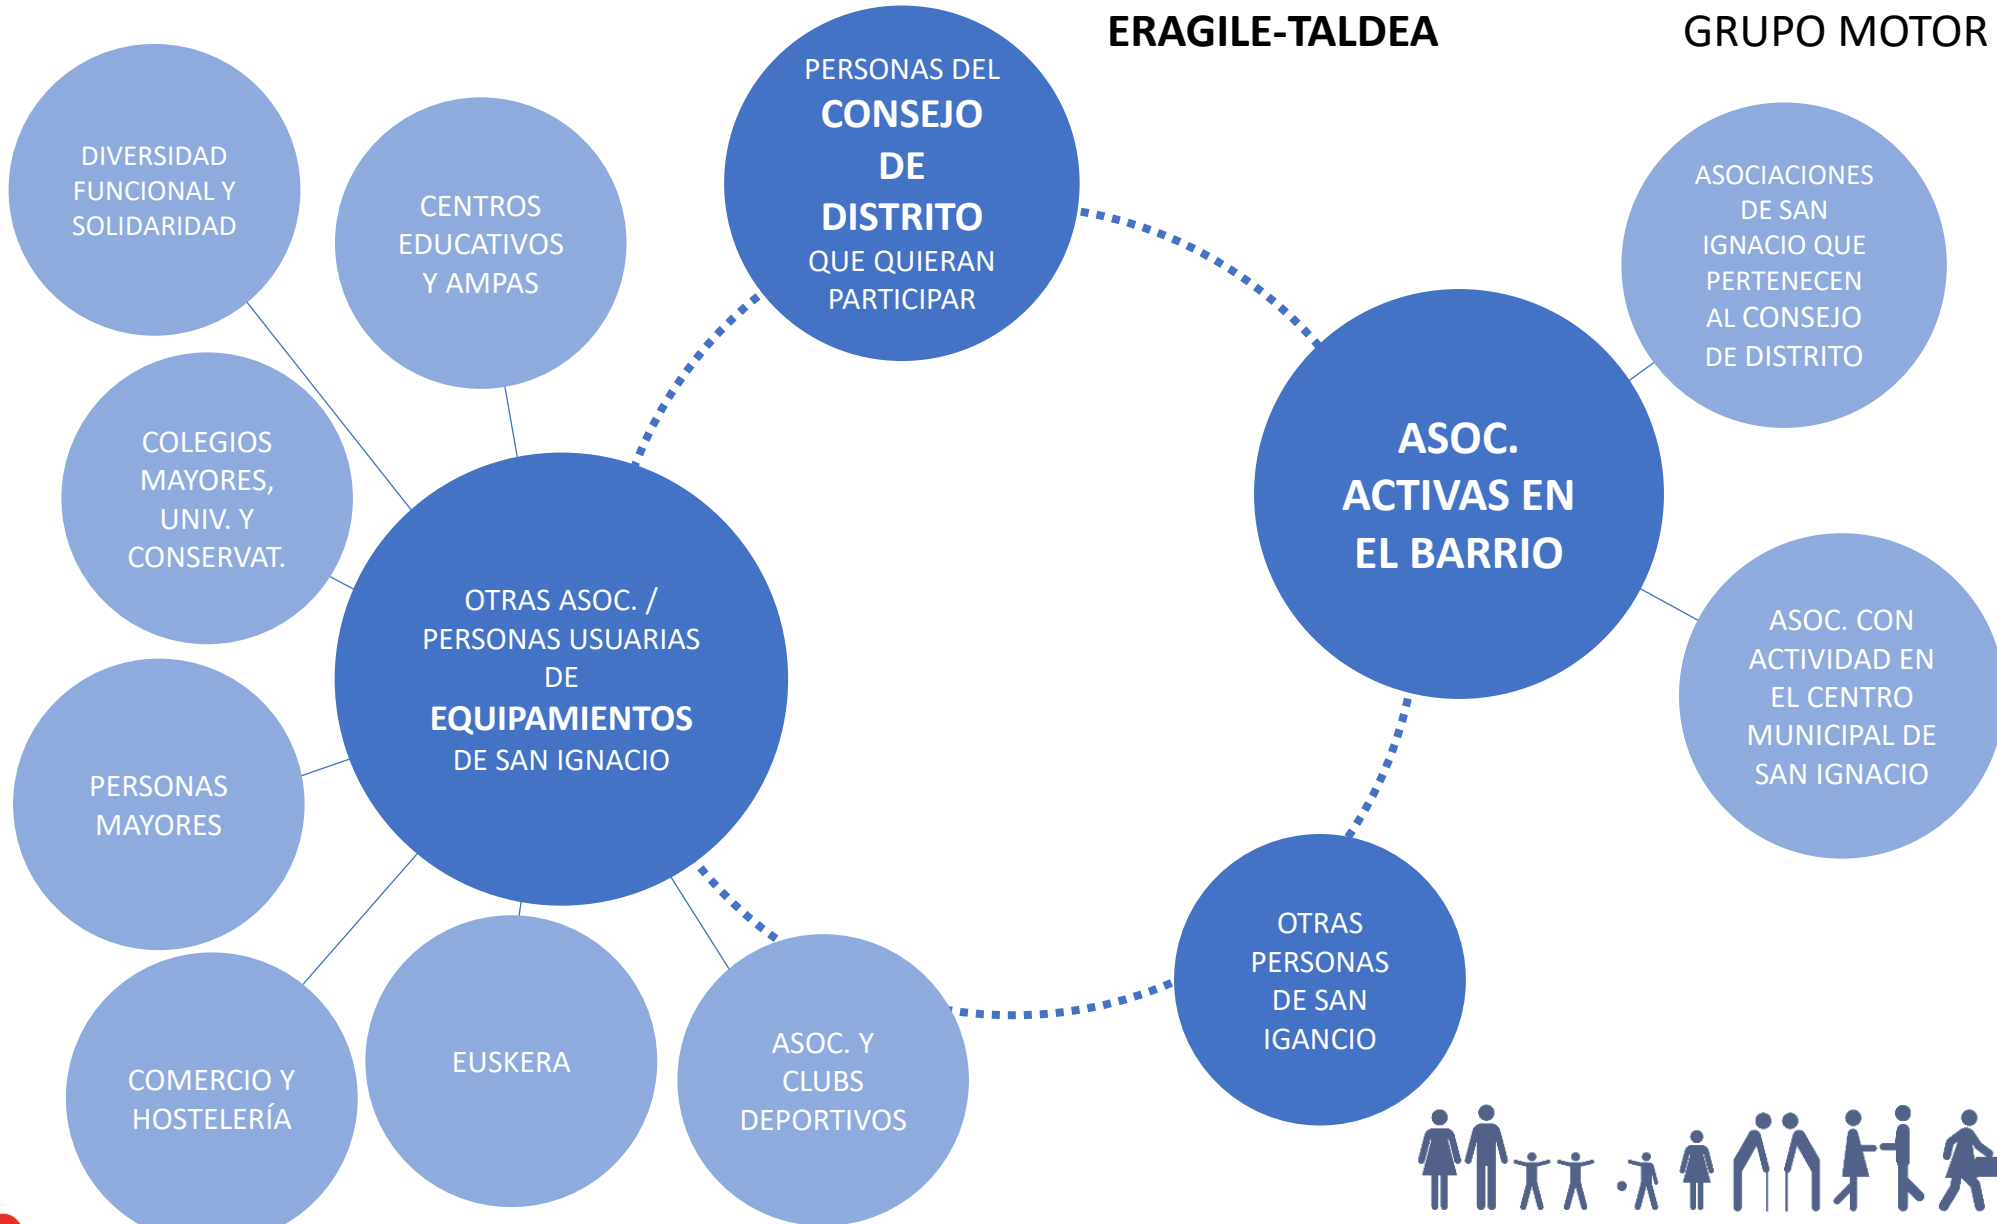 ERAGILE-TALDEA
GRUPO MOTOR
PERSONAS DEL
CONSEJO
DE
DISTRITO
QUE QUIERAN
PARTICIPAR
DIVERSIDAD
FUNCIONAL Y
SOLIDARIDAD
CENTROS
EDUCATIVOS
Y AMPAS
ASOCIACIONES
DE SAN
IGNACIO QUE
PERTENECEN
AL CONSEJO
DE DISTRITO
COLEGIOS
MAYORES,
UNIV. Y
CONSERVAT.
ASOC.
ACTIVAS EN
EL BARRIO
OTRAS ASOC. /
PERSONAS USUARIAS
DE
EQUIPAMIENTOS
DE SAN IGNACIO
ASOC. CON
ACTIVIDAD EN
EL CENTRO
MUNICIPAL DE
SAN IGNACIO
PERSONAS
MAYORES
OTRAS
PERSONAS
DE SAN
IGANCIO
COMERCIO Y
HOSTELERÍA
EUSKERA
ASOC. Y
CLUBS
DEPORTIVOS